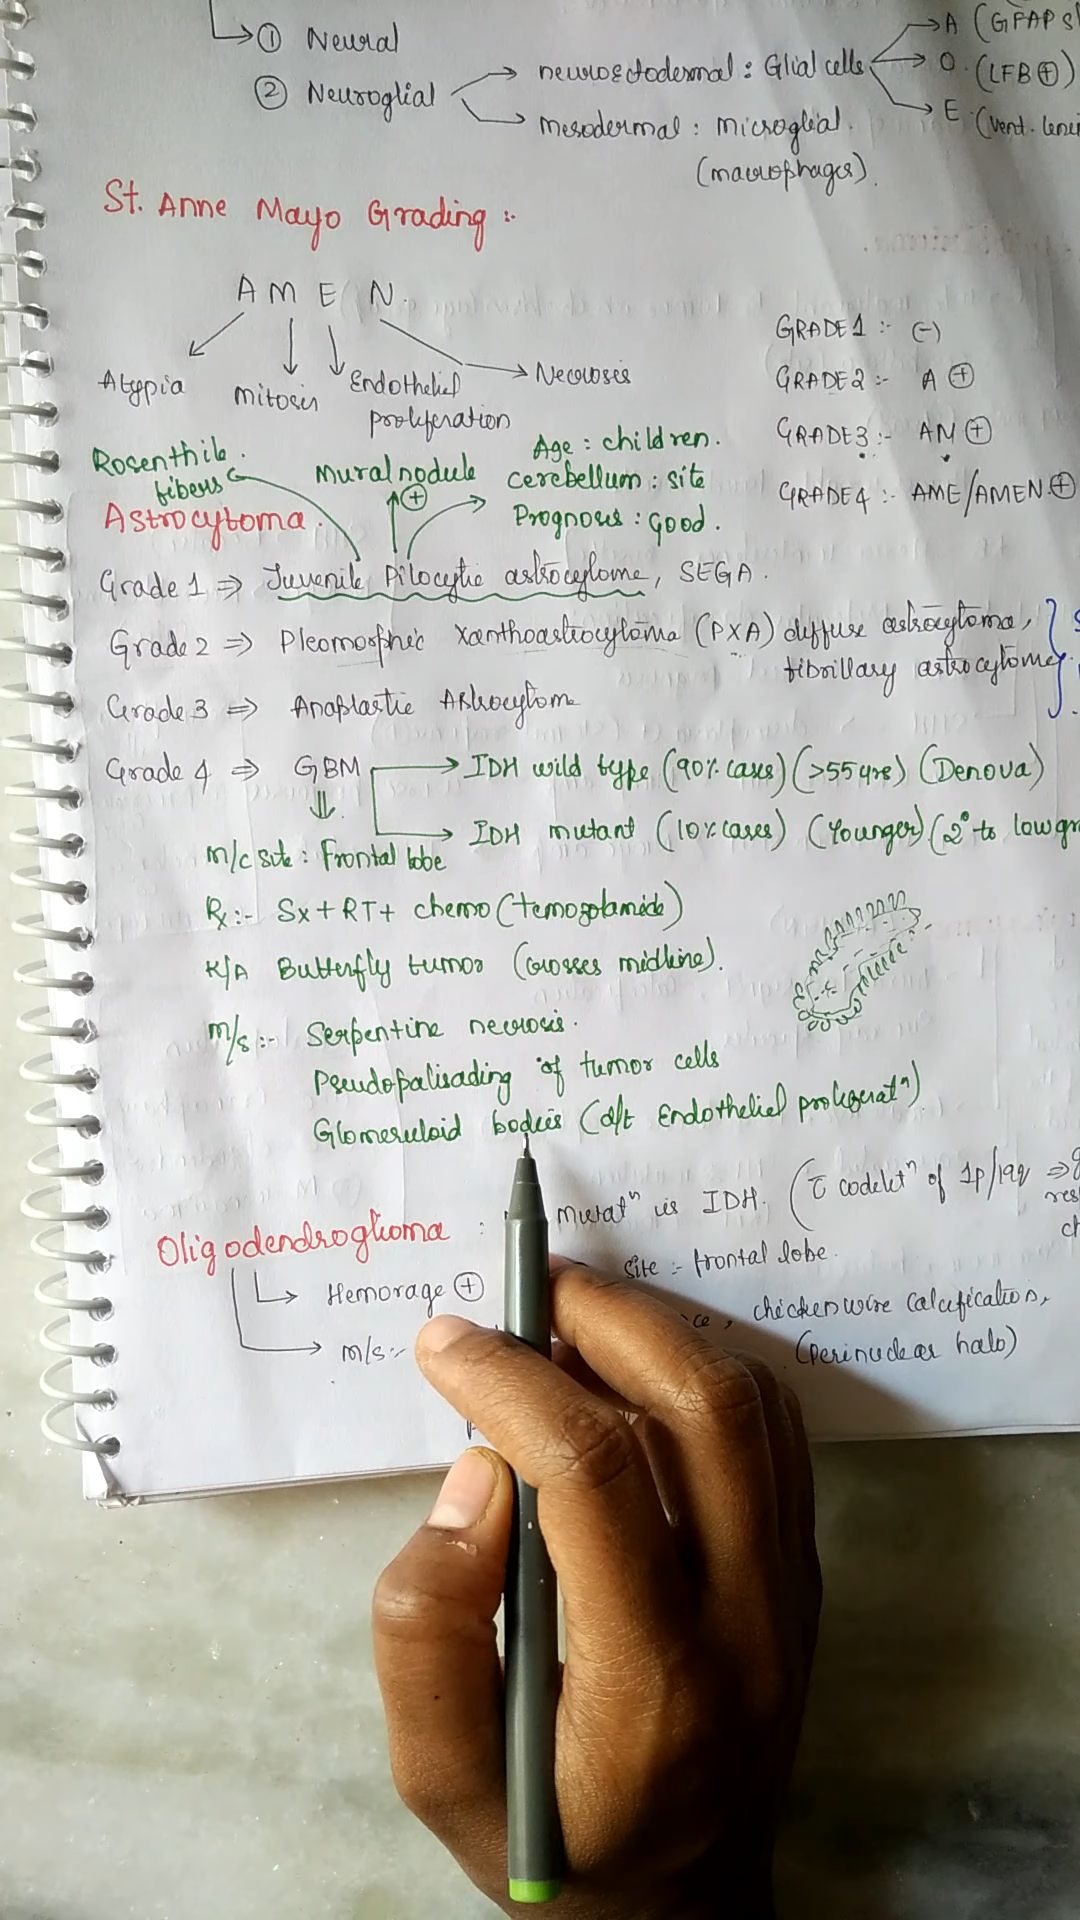 ① Neural
② Neuroglial
neuroectodermal : Glial cells
A (GFAP
O. (LFB⊕)
E (vent.
mesodermal : microglial.
(macrophages).
St. Anne Mayo Grading :-
A M E N.
Atypia
mitosis
Endothelial
proliferation
Necrosis
GRADE 1 :- (-)
GRADE 2 :- A ⊕
GRADE 3 :- AM ⊕
GRADE 4 :- AME/AMEN.⊕
Rosenthile.
fibers
Mural nodule
⊕
Age : children.
cerebellum : site
Prognosis : Good.
Astrocytoma.
Grade 1 ⇒ Juvenile Pilocytic astrocytoma, SEGA.
Grade 2 ⇒ Pleomorphic Xanthoastrocytoma (PXA) diffuse astrocytoma,
fibrillary astrocytoma
Grade 3 ⇒ Anaplastic Astrocytom
Grade 4 ⇒ GBM
IDH wild type (90% cases) (>55 yrs) (Denova)
IDH mutant (10% cases) (Younger) (2° to low
m/c site : Frontal lobe
Rx :- Sx + RT + chemo (temozolamide)
K/A Butterfly tumor (Crosses midline).
m/s :- Serpentine necrosis.
Pseudopalisading of tumor cells
Glomeruloid bodies (d/t Endothelial proliferatⁿ)
Oligodendroglioma :
mutatⁿ is IDH. (c̄ codeletⁿ of 1p/19q ⇒
site :- frontal lobe.
Hemorage ⊕
m/s :-
chicken wire calcification,
(perinuclear halo)